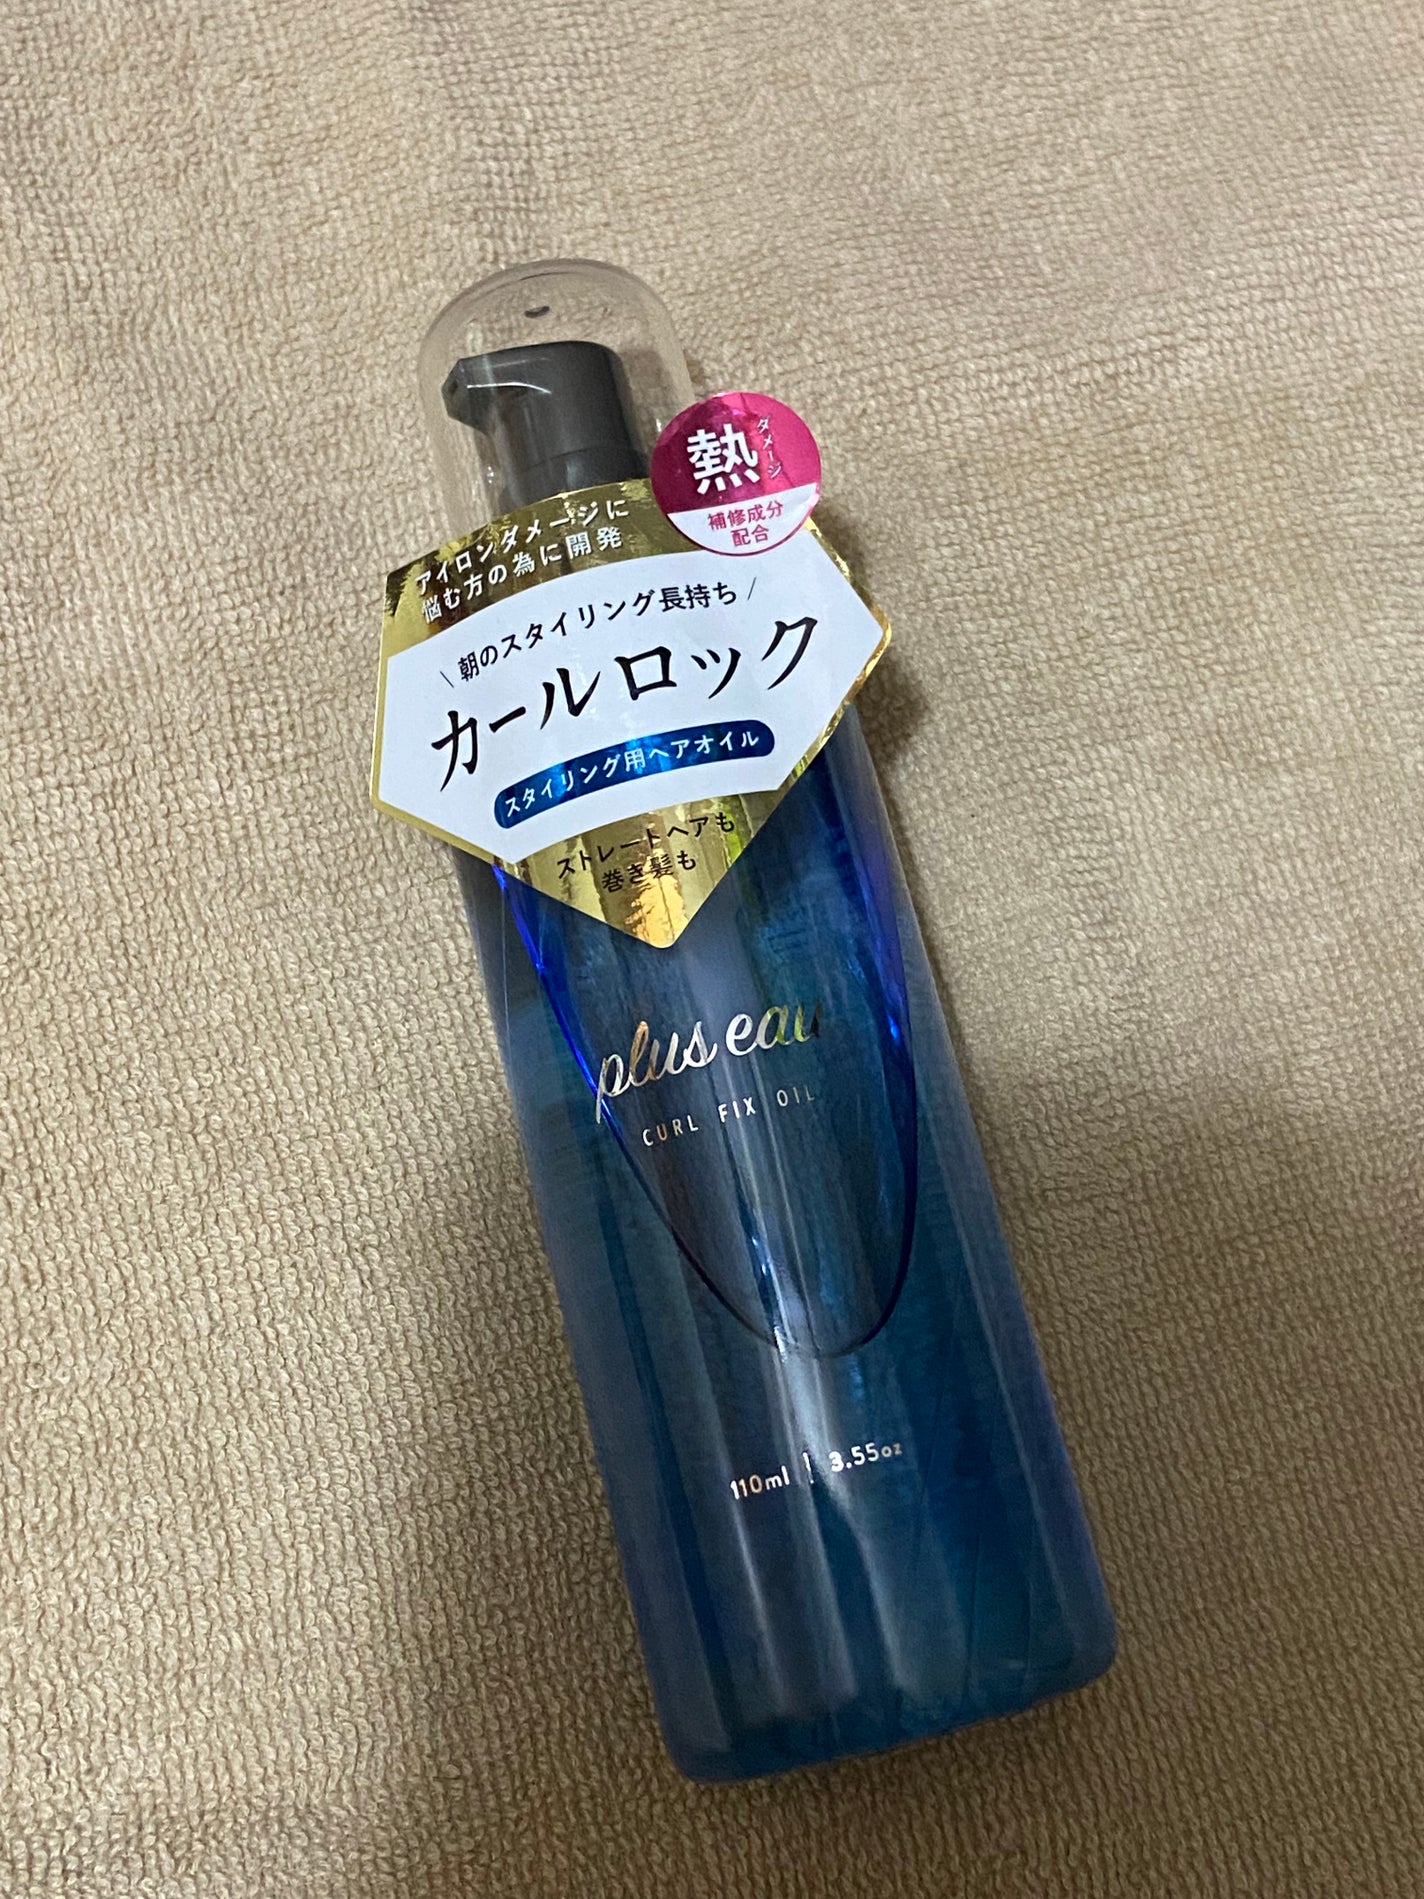 熱
ダメージ
補修成分
配合
アイロンダメージに
悩む方の為に開発
\ 朝のスタイリング長持ち /
カールロック
スタイリング用ヘアオイル
ストレートヘアも
巻き髪も
plus eau
CURL FIX OIL
110ml | 3.55oz